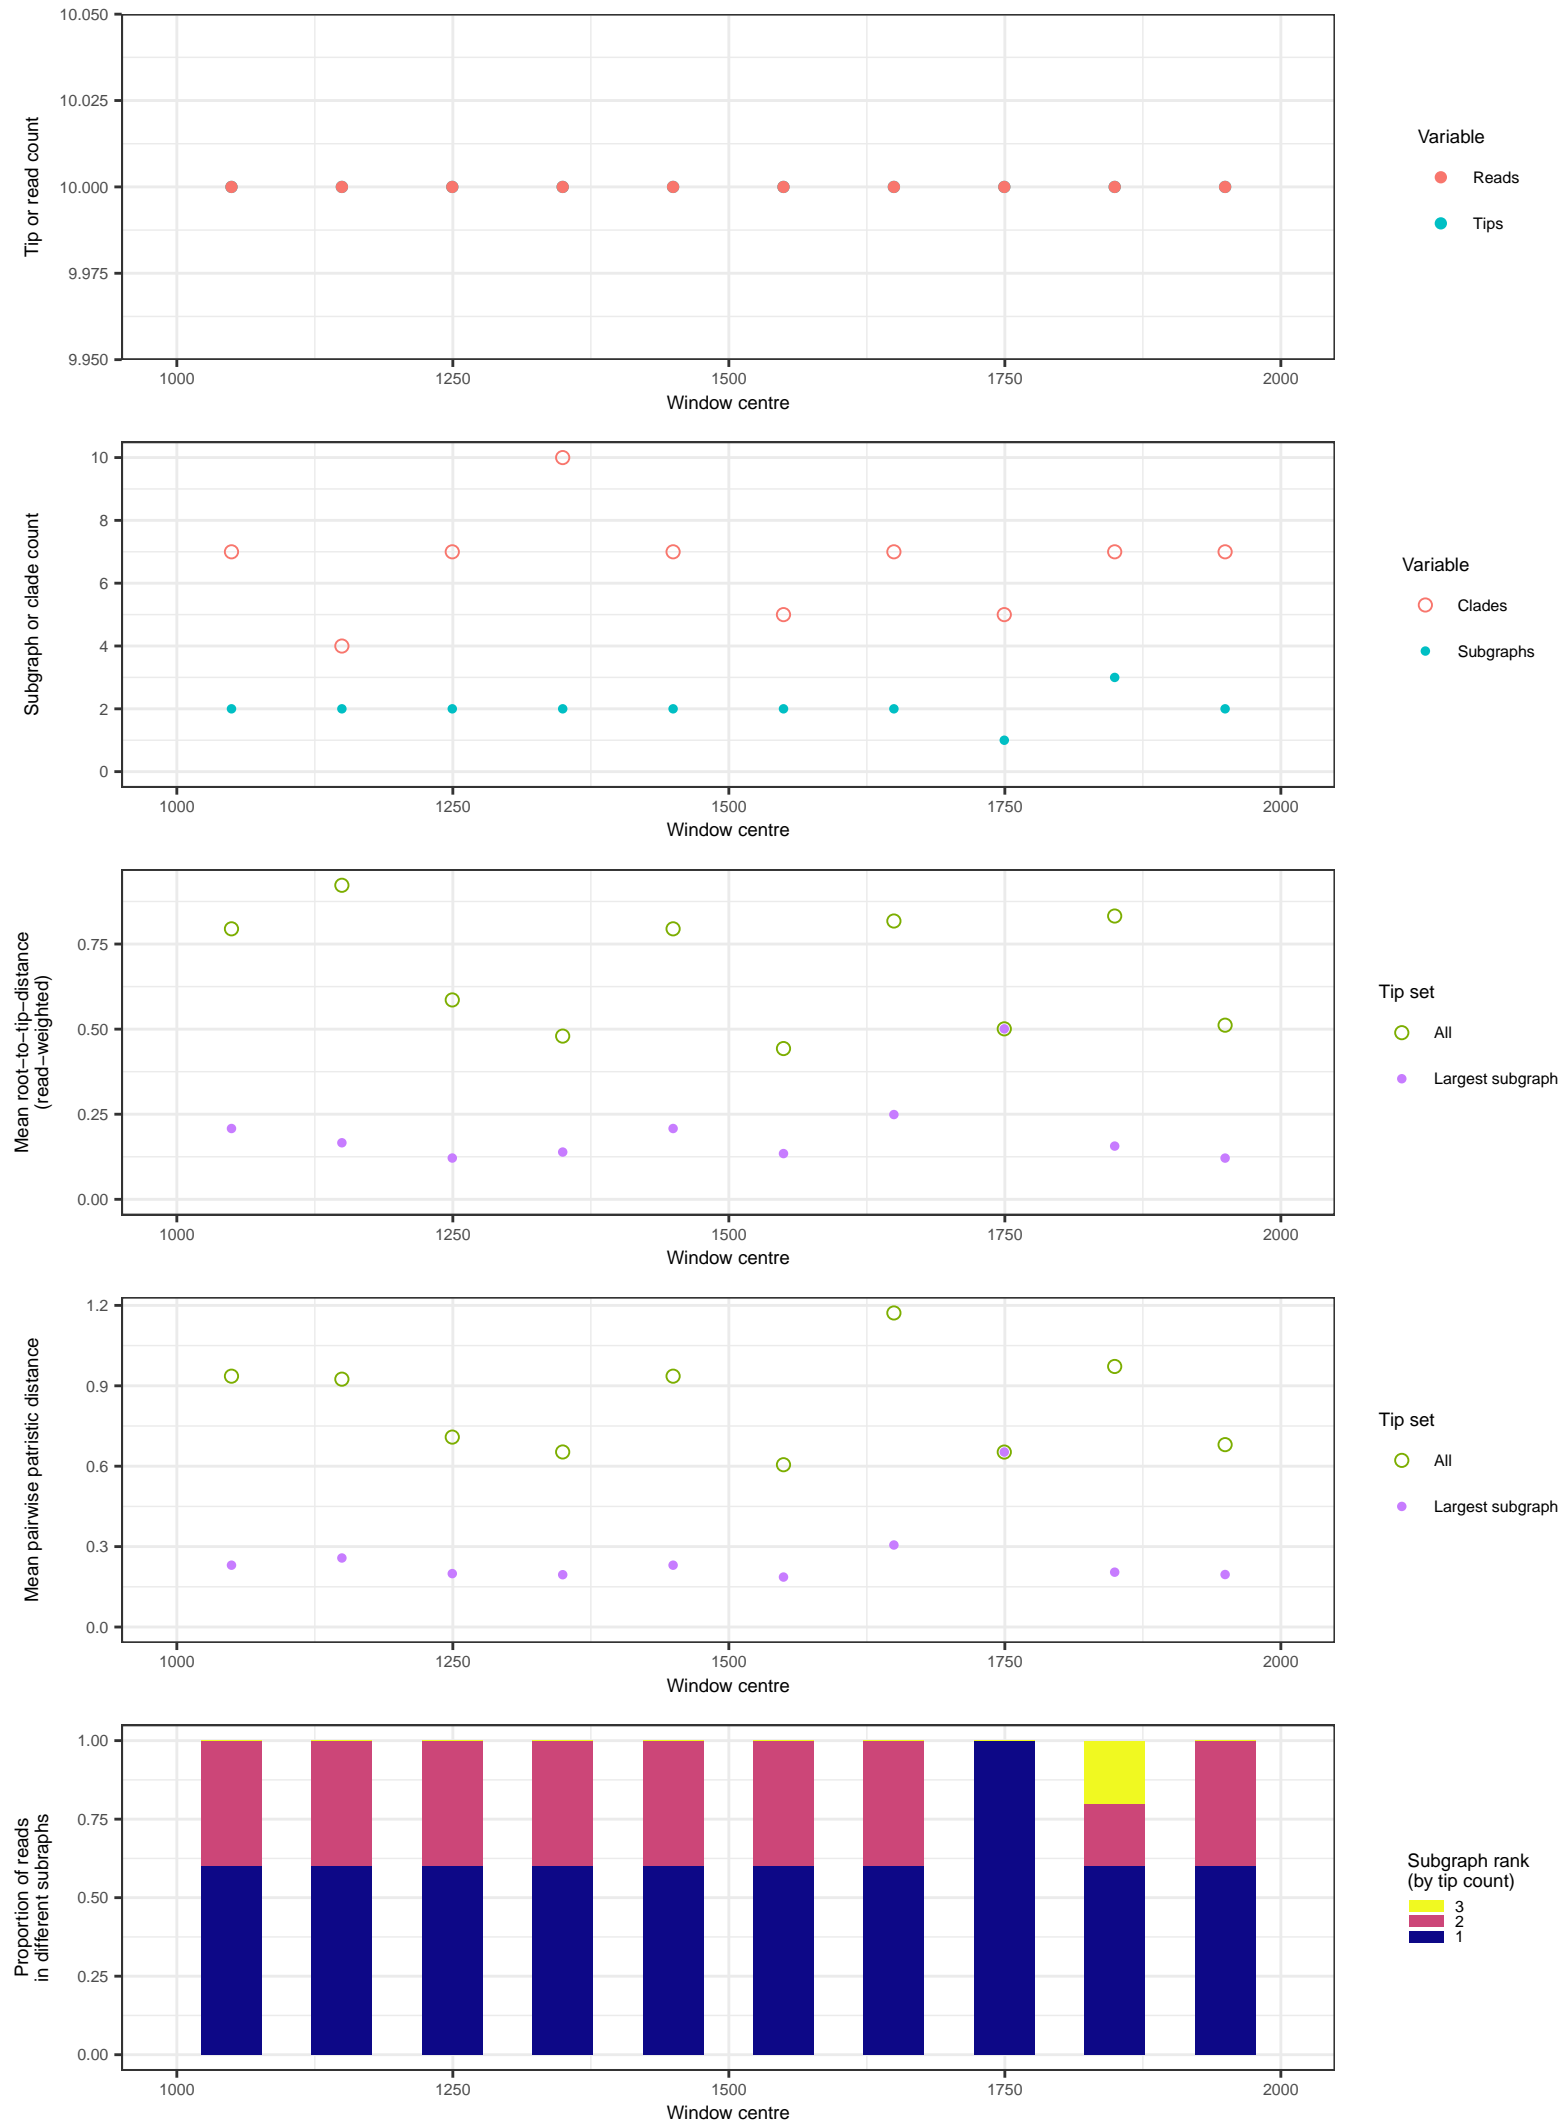 10.050
10.025
10.000
9.975
9.950
Tip or read count
1000 1250 1500 1750 2000
Window centre
Variable
Reads
Tips
10
8
6
4
2
0
Subgraph or clade count
1000 1250 1500 1750 2000
Window centre
Variable
Clades
Subgraphs
0.75
0.50
0.25
0.00
Mean root−to−tip−distance
(read−weighted)
1000 1250 1500 1750 2000
Window centre
Tip set
All
Largest subgraph
1.2
0.9
0.6
0.3
0.0
Mean pairwise patristic distance
1000 1250 1500 1750 2000
Window centre
Tip set
All
Largest subgraph
1.00
0.75
0.50
0.25
0.00
Proportion of reads
in different subraphs
1000 1250 1500 1750 2000
Window centre
Subgraph rank
(by tip count)
3
2
1